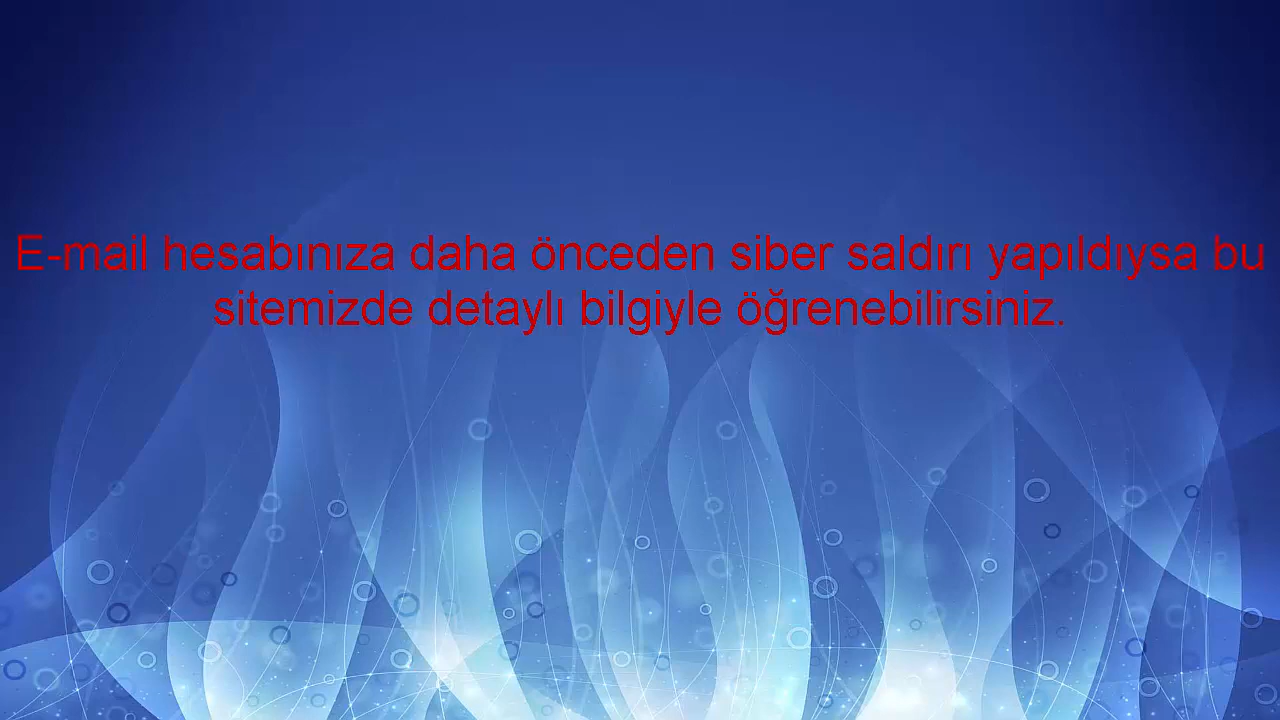 E-mail hesabınıza daha önceden siber saldırı yapıldıysa bu
sitemizde detaylı bilgiyle öğrenebilirsiniz.